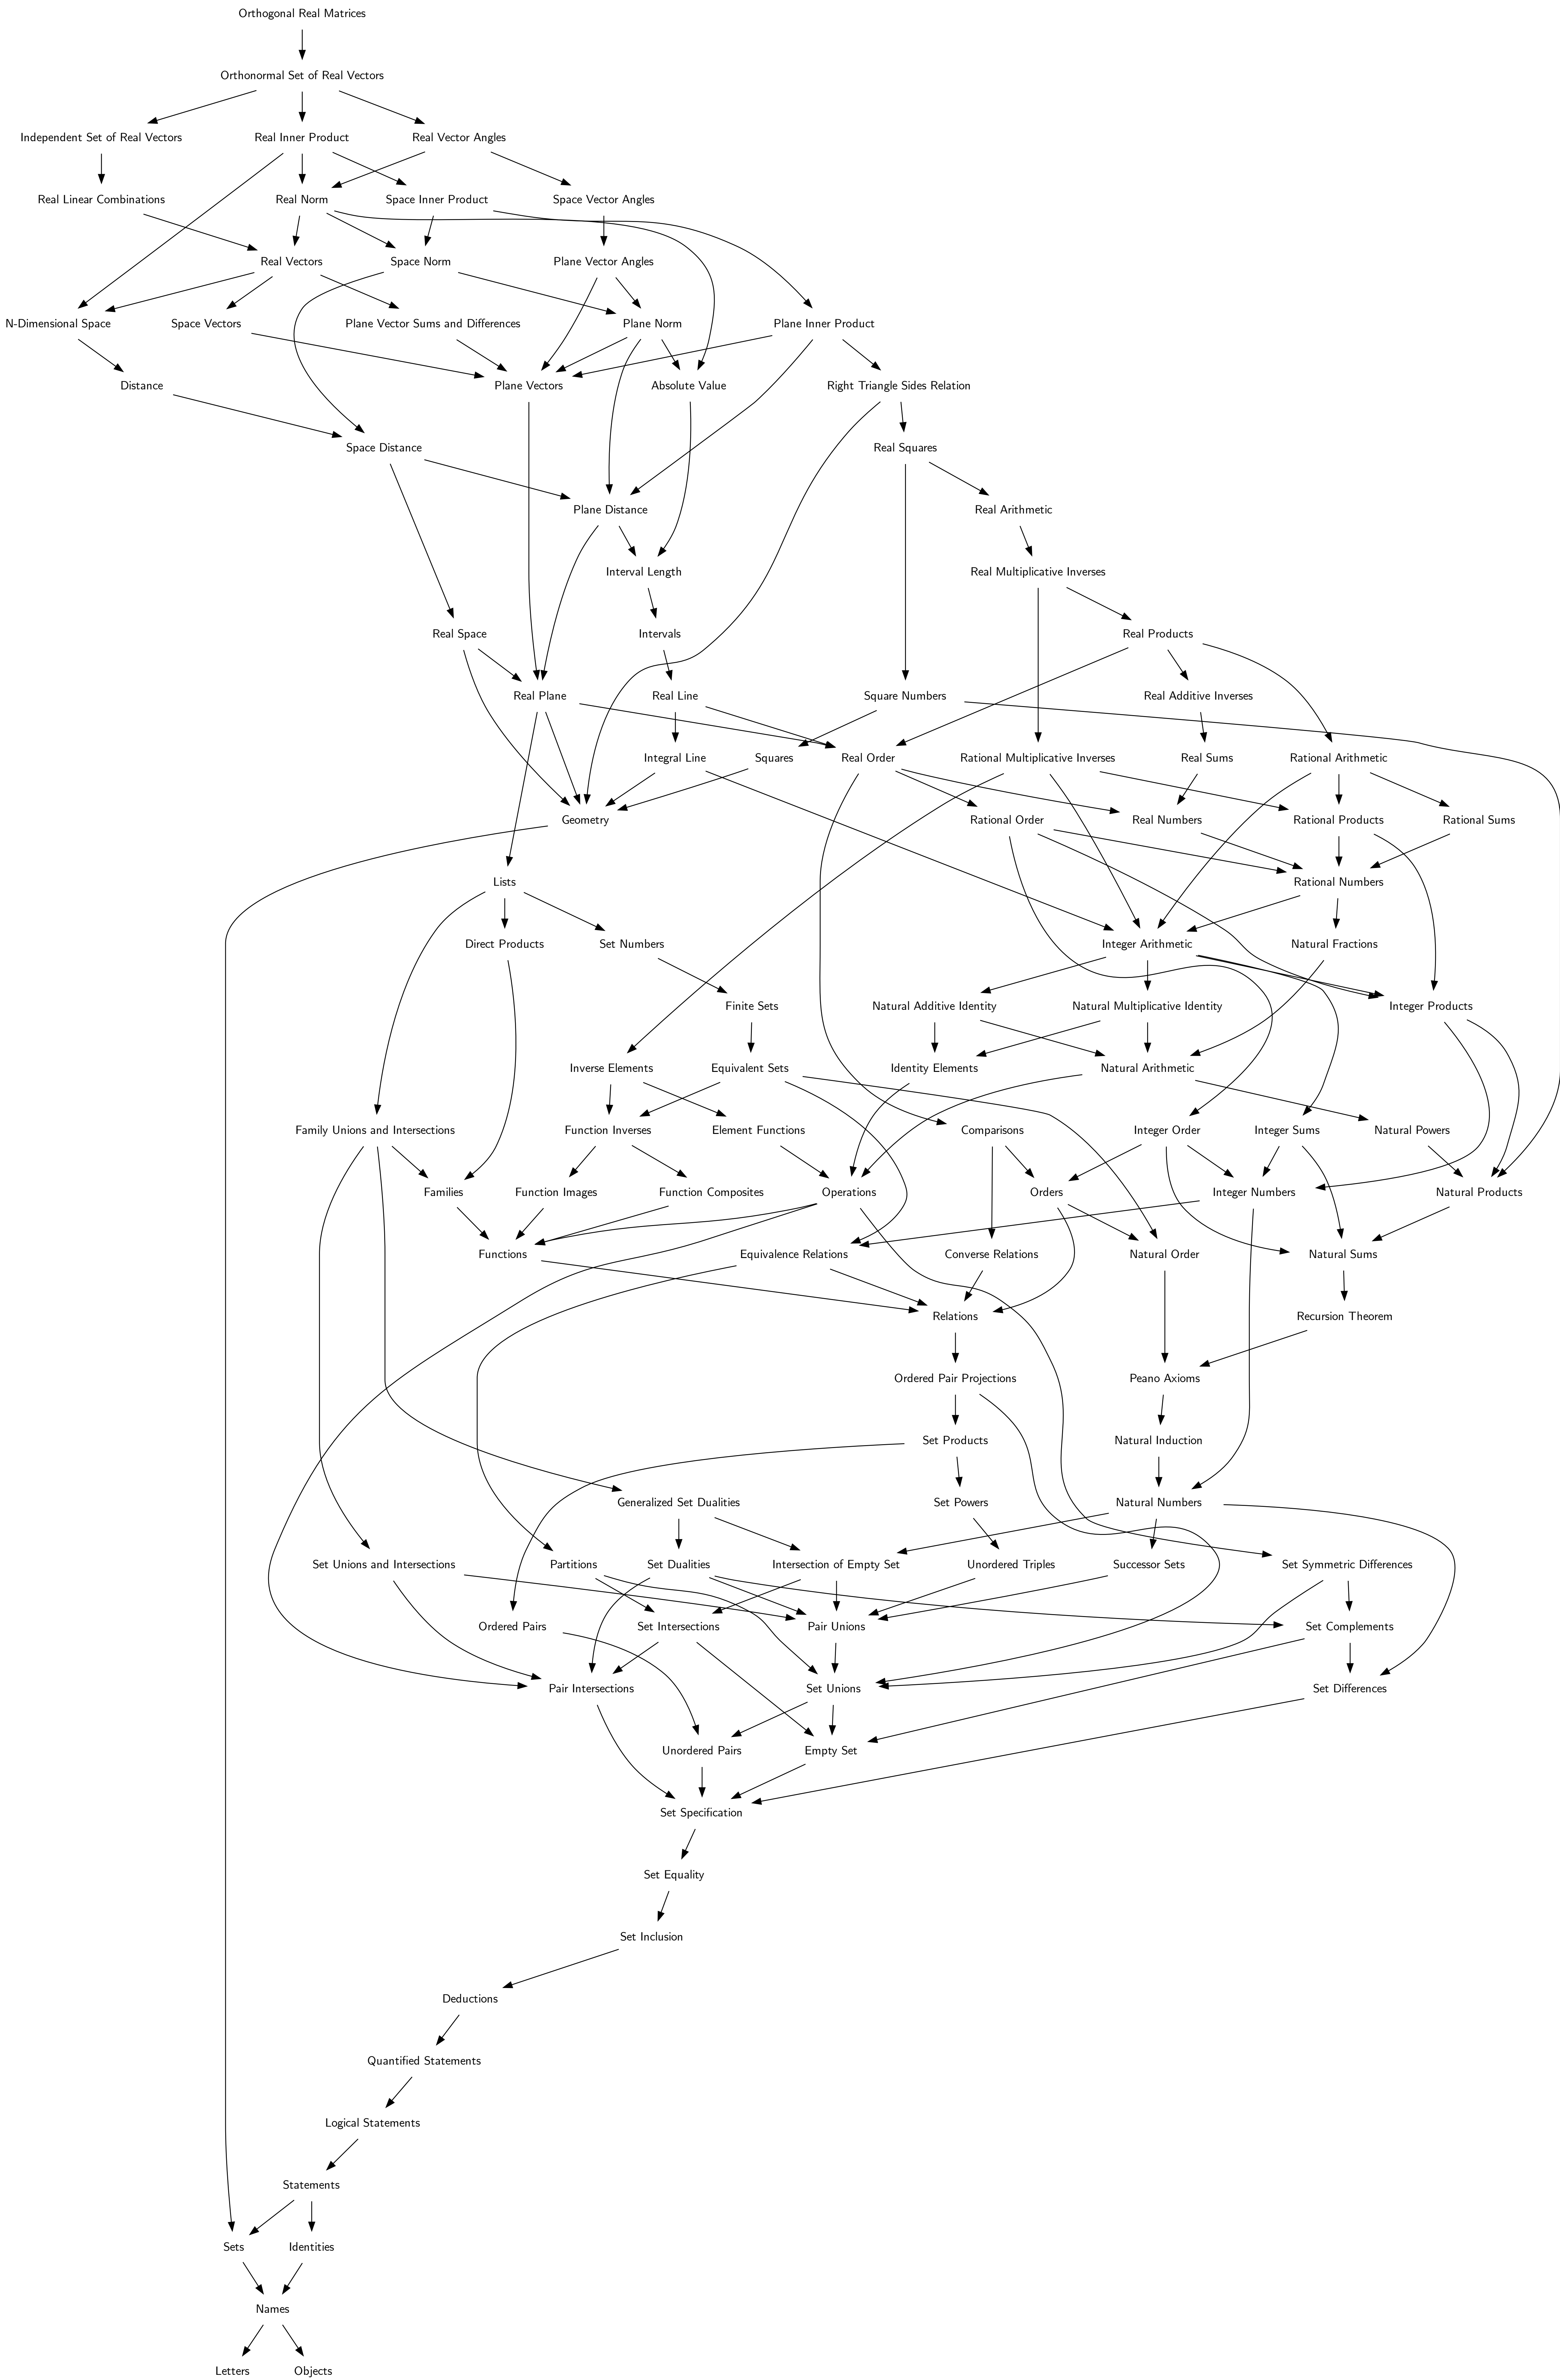 Orthogonal Real Matrices
Orthonormal Set of Real Vectors
Independent Set of Real Vectors
Real Inner Product
Real Vector Angles
Real Linear Combinations
Real Norm
Space Inner Product
Space Vector Angles
Real Vectors
Space Norm
Plane Vector Angles
N-Dimensional Space
Space Vectors
Plane Vector Sums and Differences
Plane Norm
Plane Inner Product
Distance
Plane Vectors
Absolute Value
Right Triangle Sides Relation
Space Distance
Real Squares
Plane Distance
Real Arithmetic
Interval Length
Real Multiplicative Inverses
Real Space
Intervals
Real Products
Real Plane
Real Line
Square Numbers
Real Additive Inverses
Integral Line
Squares
Real Order
Rational Multiplicative Inverses
Real Sums
Rational Arithmetic
Geometry
Rational Order
Real Numbers
Rational Products
Rational Sums
Lists
Rational Numbers
Direct Products
Set Numbers
Integer Arithmetic
Natural Fractions
Finite Sets
Natural Additive Identity
Natural Multiplicative Identity
Integer Products
Inverse Elements
Equivalent Sets
Identity Elements
Natural Arithmetic
Family Unions and Intersections
Function Inverses
Element Functions
Comparisons
Integer Order
Integer Sums
Natural Powers
Families
Function Images
Function Composites
Operations
Orders
Integer Numbers
Natural Products
Functions
Equivalence Relations
Converse Relations
Natural Order
Natural Sums
Relations
Recursion Theorem
Ordered Pair Projections
Peano Axioms
Set Products
Natural Induction
Generalized Set Dualities
Set Powers
Natural Numbers
Set Unions and Intersections
Partitions
Set Dualities
Intersection of Empty Set
Unordered Triples
Successor Sets
Set Symmetric Differences
Ordered Pairs
Set Intersections
Pair Unions
Set Complements
Pair Intersections
Set Unions
Set Differences
Unordered Pairs
Empty Set
Set Specification
Set Equality
Set Inclusion
Deductions
Quantified Statements
Logical Statements
Statements
Sets
Identities
Names
Letters
Objects